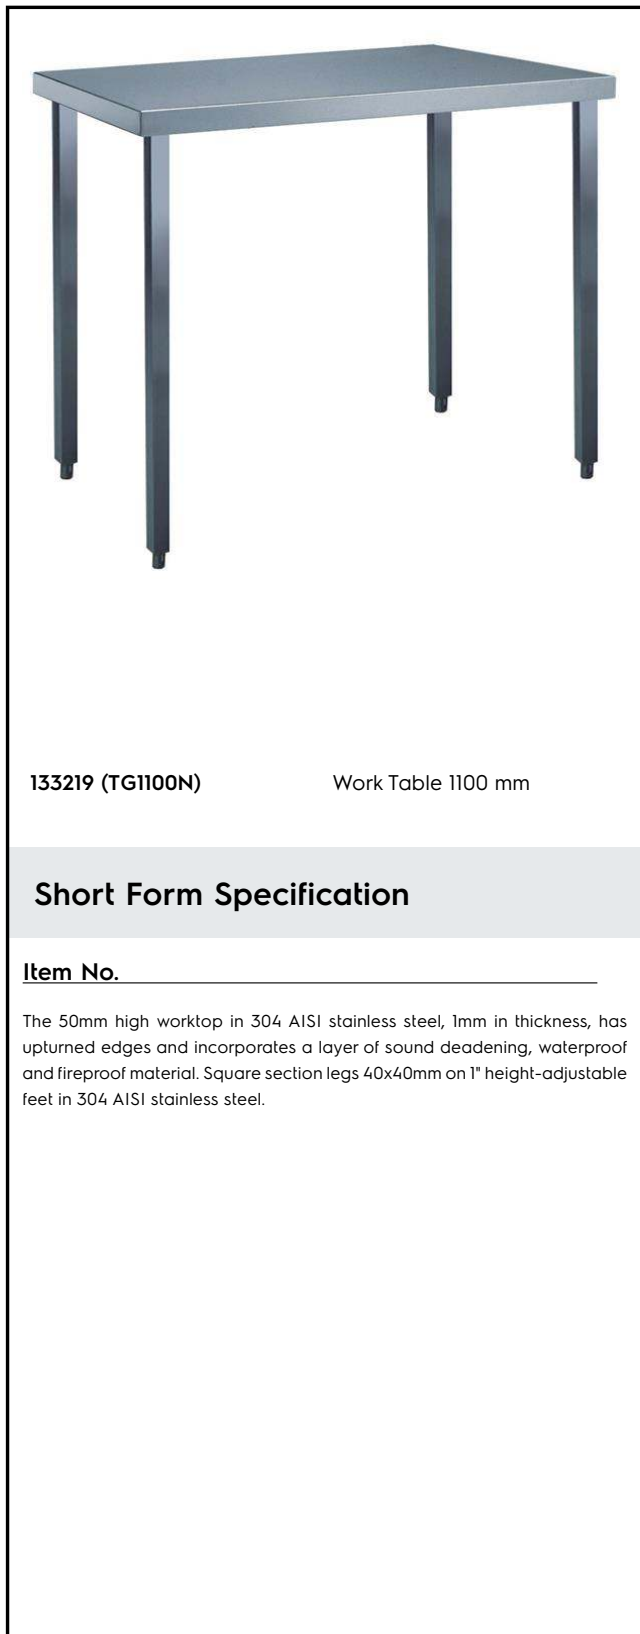 133219 (TG1100N) Work Table 1100 mm
Short Form Specification
Item No.
The 50mm high worktop in 304 AISI stainless steel, 1mm in thickness, has
upturned edges and incorporates a layer of sound deadening, waterproof
and fireproof material. Square section legs 40x40mm on 1" height-adjustable
feet in 304 AISI stainless steel.